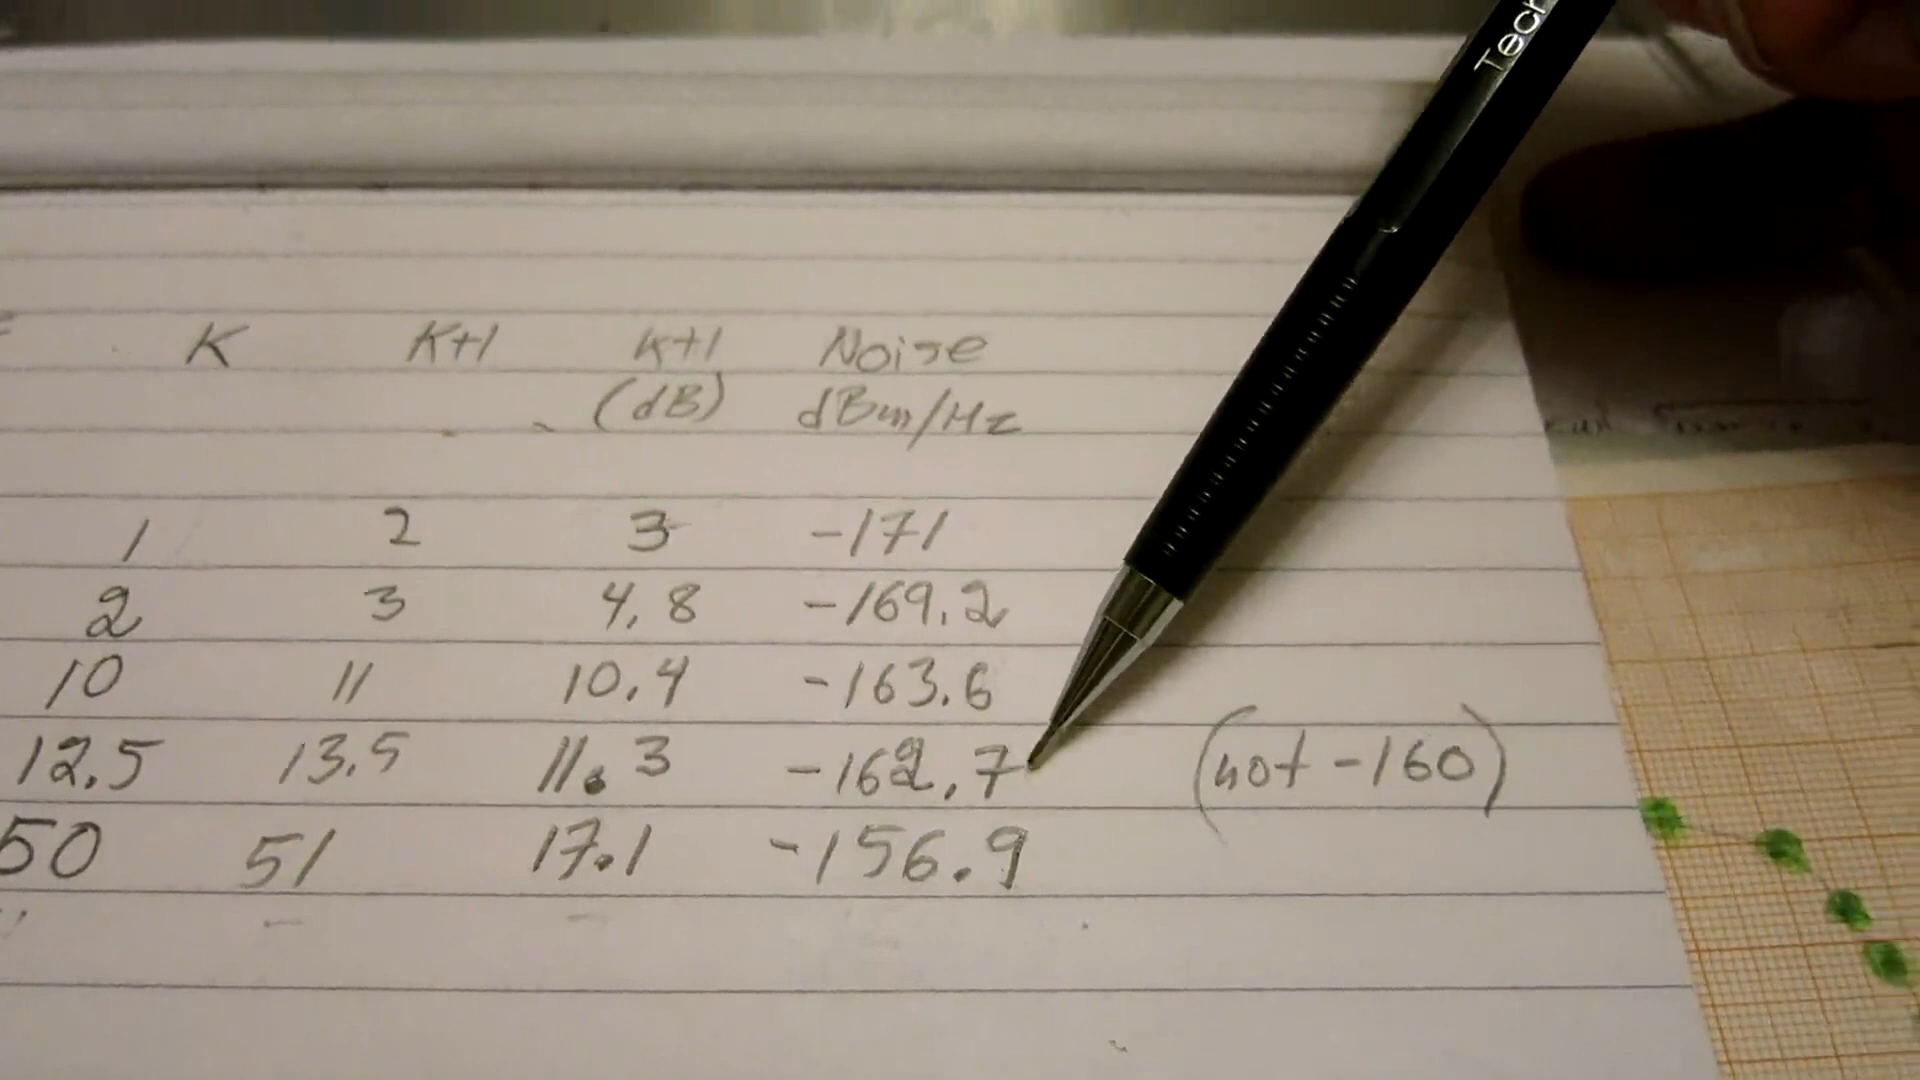 Tech
K K+1 K+1 Noise
(dB) dBm/Hz
1 2 3 -171
2 3 4,8 -169.2
10 11 10.4 -163.6
12,5 13,5 11.3 -162,7 (not -160)
50 51 17.1 -156.9